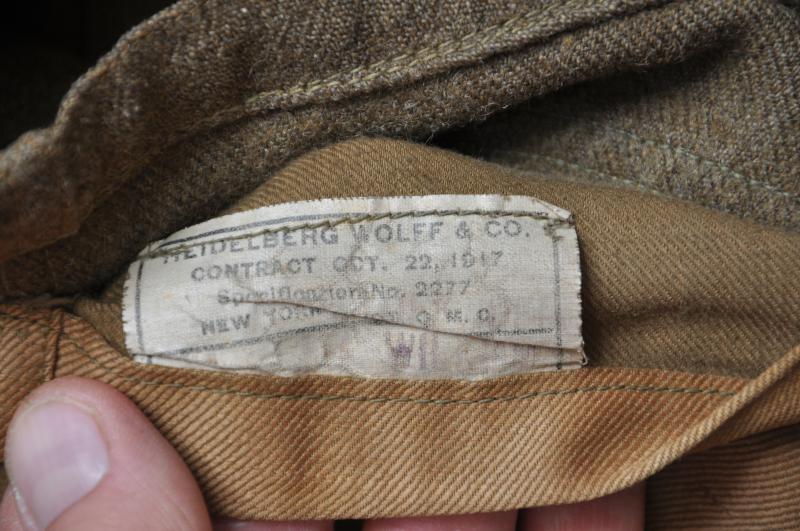 HEIDELBERG WOLFF & CO.
CONTRACT OCT. 22, 1917
Specification No. 2277
NEW YORK Q. M. C.